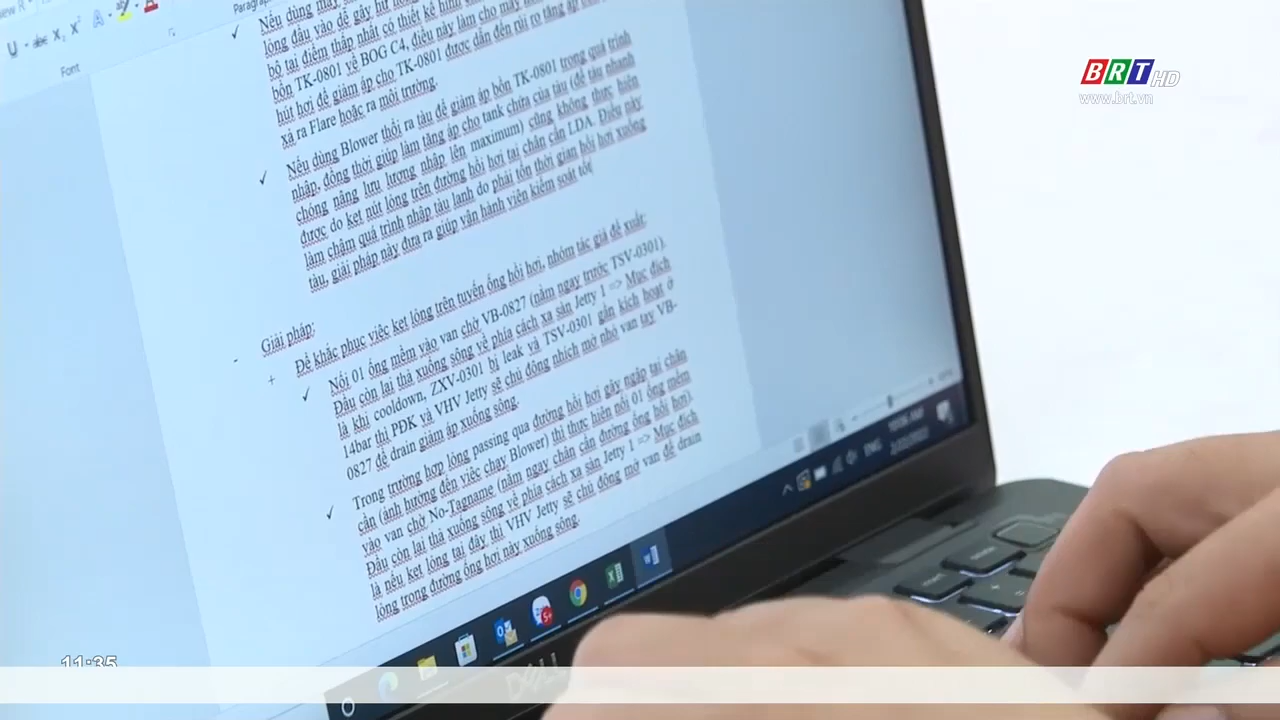 Paragraph
Font
Nếu dùng máy
lỏng đầu vào để gây hư
bộ tại điểm thấp nhất có thiết kế
bồn TK-0801 về BOG C4, điều này làm cho máy
hút hơi để giảm áp cho TK-0801 được dẫn đến rủi ro tăng áp
xả ra Flare hoặc ra môi trường.
✓ Nếu dùng Blower thổi ra tàu để giảm áp bồn TK-0801 trong quá trình
nhập, đồng thời giúp làm tăng áp cho tank chứa của tàu (để tàu nhanh
chóng nâng lưu lượng nhập lên maximum) cũng không thực hiện
được do kẹt nút lỏng trên đường hồi hơi tại chân cần LDA. Điều này
làm chậm quá trình nhập tàu lạnh do phải tốn thời gian hồi hơi xuống
tàu, giải pháp này đưa ra giúp vận hành viên kiểm soát tốt
- Giải pháp:
+ Để khắc phục việc kẹt lỏng trên tuyến ống hồi hơi, nhóm tác giả đề xuất:
✓ Nối 01 ống mềm vào van chờ VB-0827 (nằm ngay trước TSV-0301).
Đầu còn lại thả xuống sông về phía cách xa sàn Jetty 1 => Mục đích
là khi cooldown, ZXV-0301 bị leak và TSV-0301 gần kích hoạt ở
14bar thì PĐK và VHV Jetty sẽ chủ động nhích mở nhỏ van tay VB-
0827 để drain giảm áp xuống sông.
✓ Trong trường hợp lỏng passing qua đường hồi hơi gây ngập tại chân
cần (ảnh hưởng đến việc chạy Blower) thì thực hiện nối 01 ống mềm
vào van chờ No-Tagname (nằm ngay chân cần đường ống hồi hơi).
Đầu còn lại thả xuống sông về phía cách xa sàn Jetty 1 => Mục đích
là nếu kẹt lỏng tại đây thì VHV Jetty sẽ chủ động mở van để drain
lỏng trong đường ống hơi này xuống sông.
ENG
DELL
BRT HD
www.brt.vn
11:35